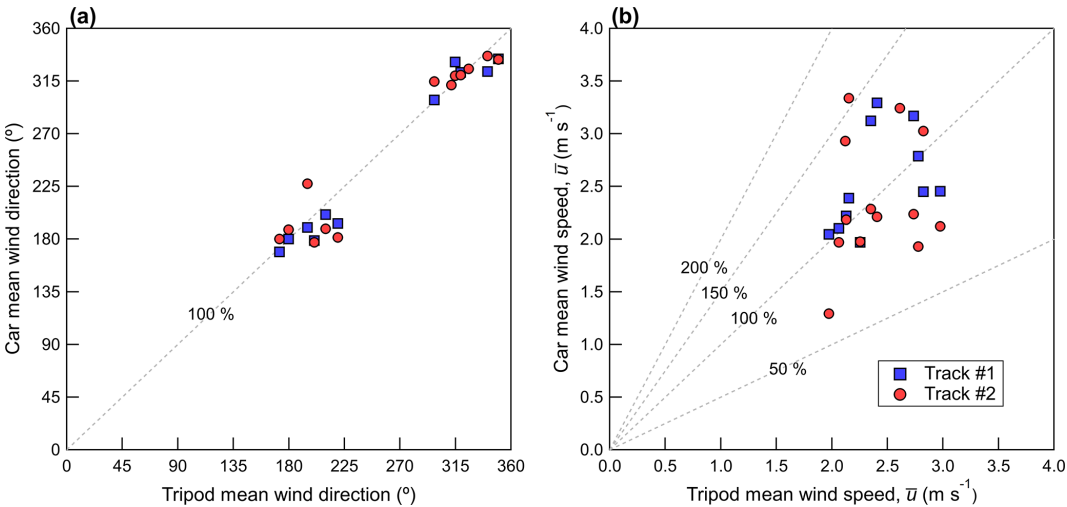 (a)
360
315
270
225
180
135
90
45
0
Car mean wind direction (º)
100 %
0 45 90 135 180 225 270 315 360
Tripod mean wind direction (º)
(b)
4.0
3.5
3.0
2.5
2.0
1.5
1.0
0.5
0.0
Car mean wind speed, u̅ (m s⁻¹)
200 %
150 %
100 %
50 %
Track #1
Track #2
0.0 0.5 1.0 1.5 2.0 2.5 3.0 3.5 4.0
Tripod mean wind speed, u̅ (m s⁻¹)